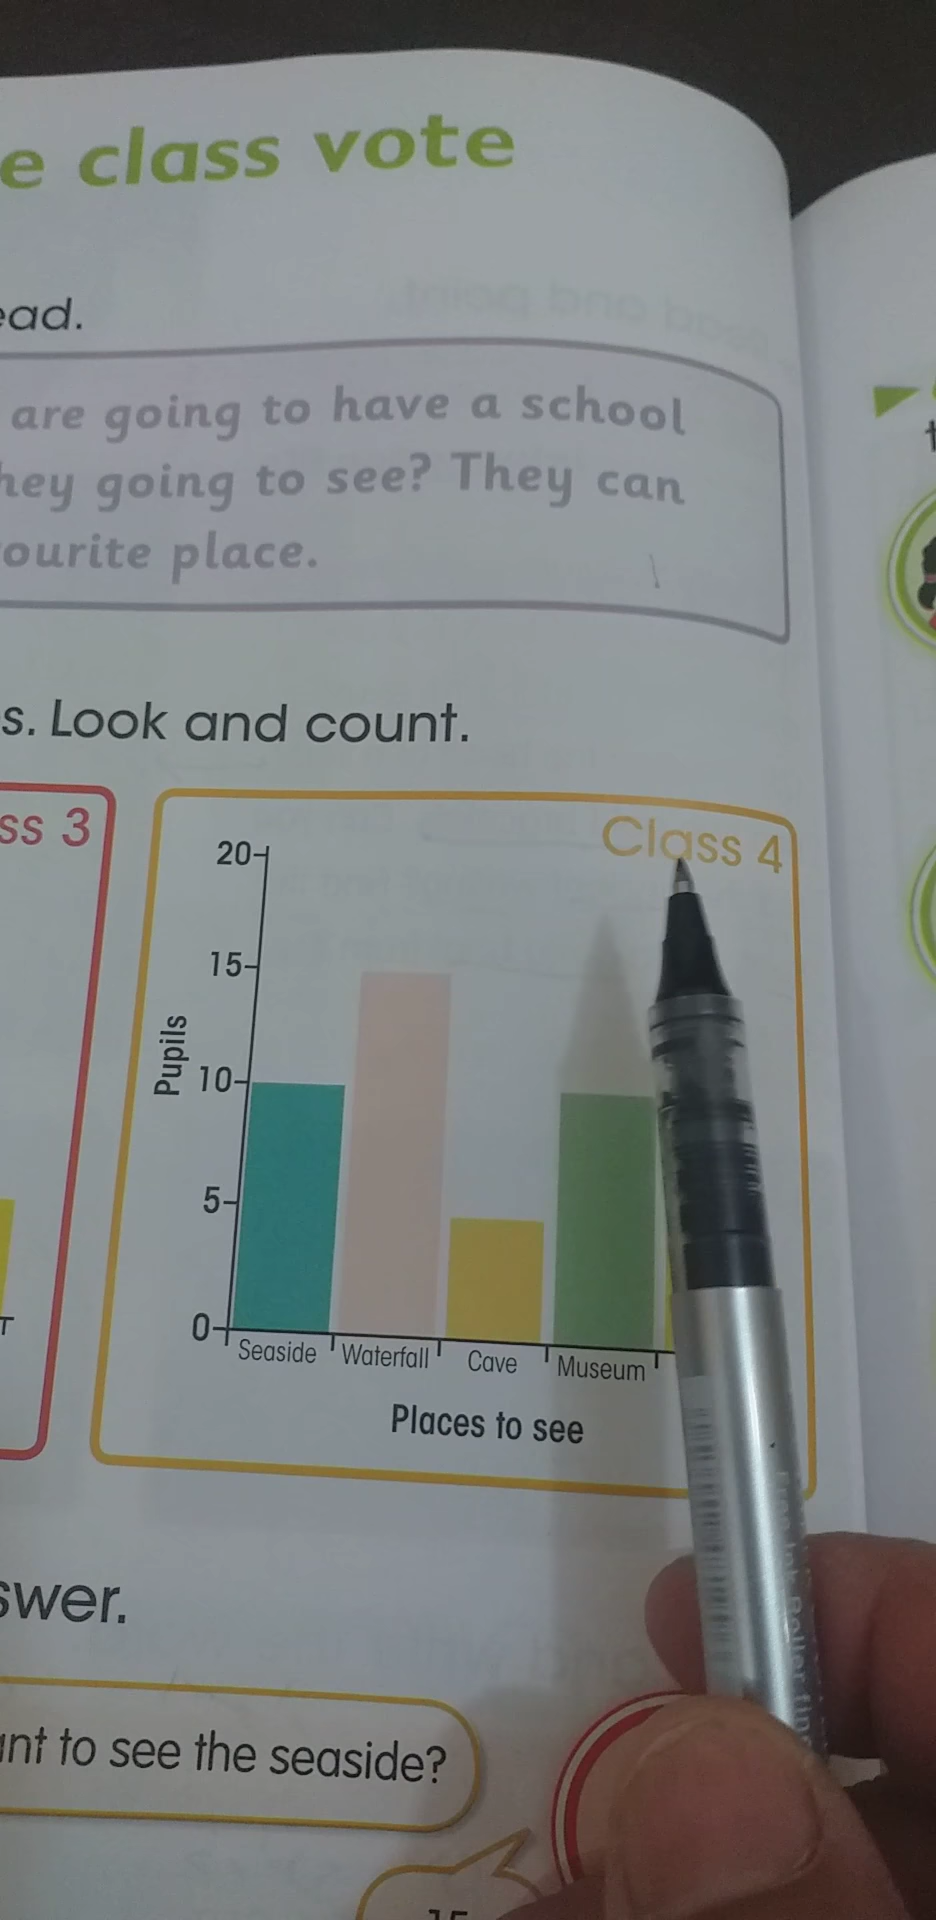 e class vote
ead.
are going to have a school
hey going to see? They can
ourite place.
s. Look and count.
ss 3
Class 4
20
15
10
5
0
Pupils
Seaside Waterfall Cave Museum
Places to see
swer.
ant to see the seaside?
15